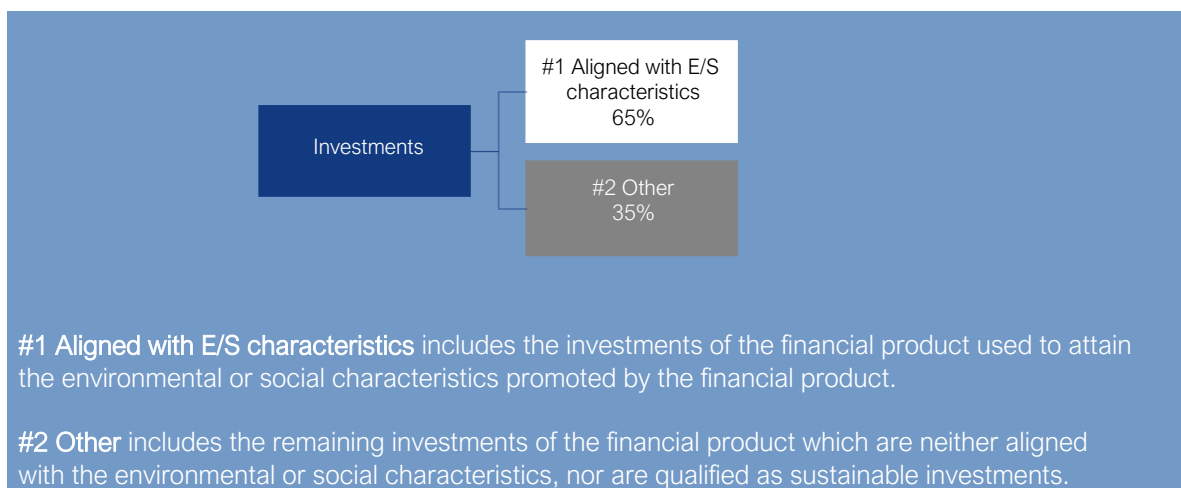 #1 Aligned with E/S
characteristics
65%
Investments
#2 Other
35%
#1 Aligned with E/S characteristics includes the investments of the financial product used to attain
the environmental or social characteristics promoted by the financial product.
#2 Other includes the remaining investments of the financial product which are neither aligned
with the environmental or social characteristics, nor are qualified as sustainable investments.